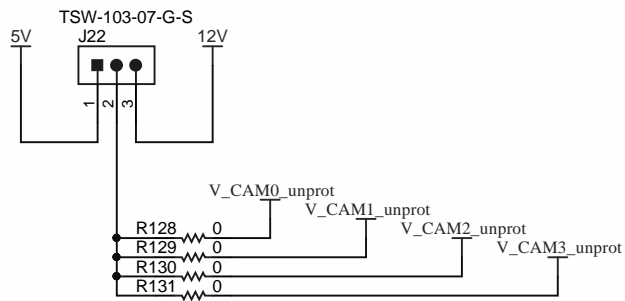 TSW-103-07-G-S
5V J22 12V
1 2 3
V_CAM0_unprot
V_CAM1_unprot
R128 0 V_CAM2_unprot
R129 0 V_CAM3_unprot
R130 0
R131 0